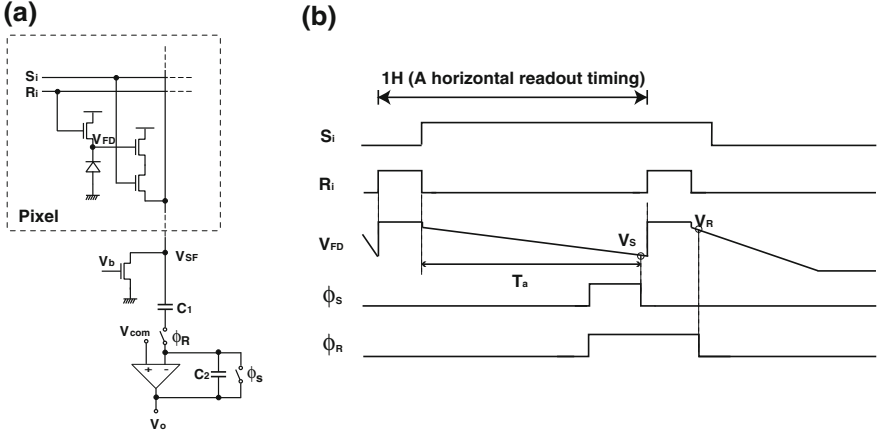 (a)
Si
Ri
VFD
Pixel
Vb
VSF
C1
ϕR
Vcom
+ -
C2
ϕs
Vo
(b)
1H (A horizontal readout timing)
Si
Ri
VFD
VS
VR
Ta
ϕS
ϕR